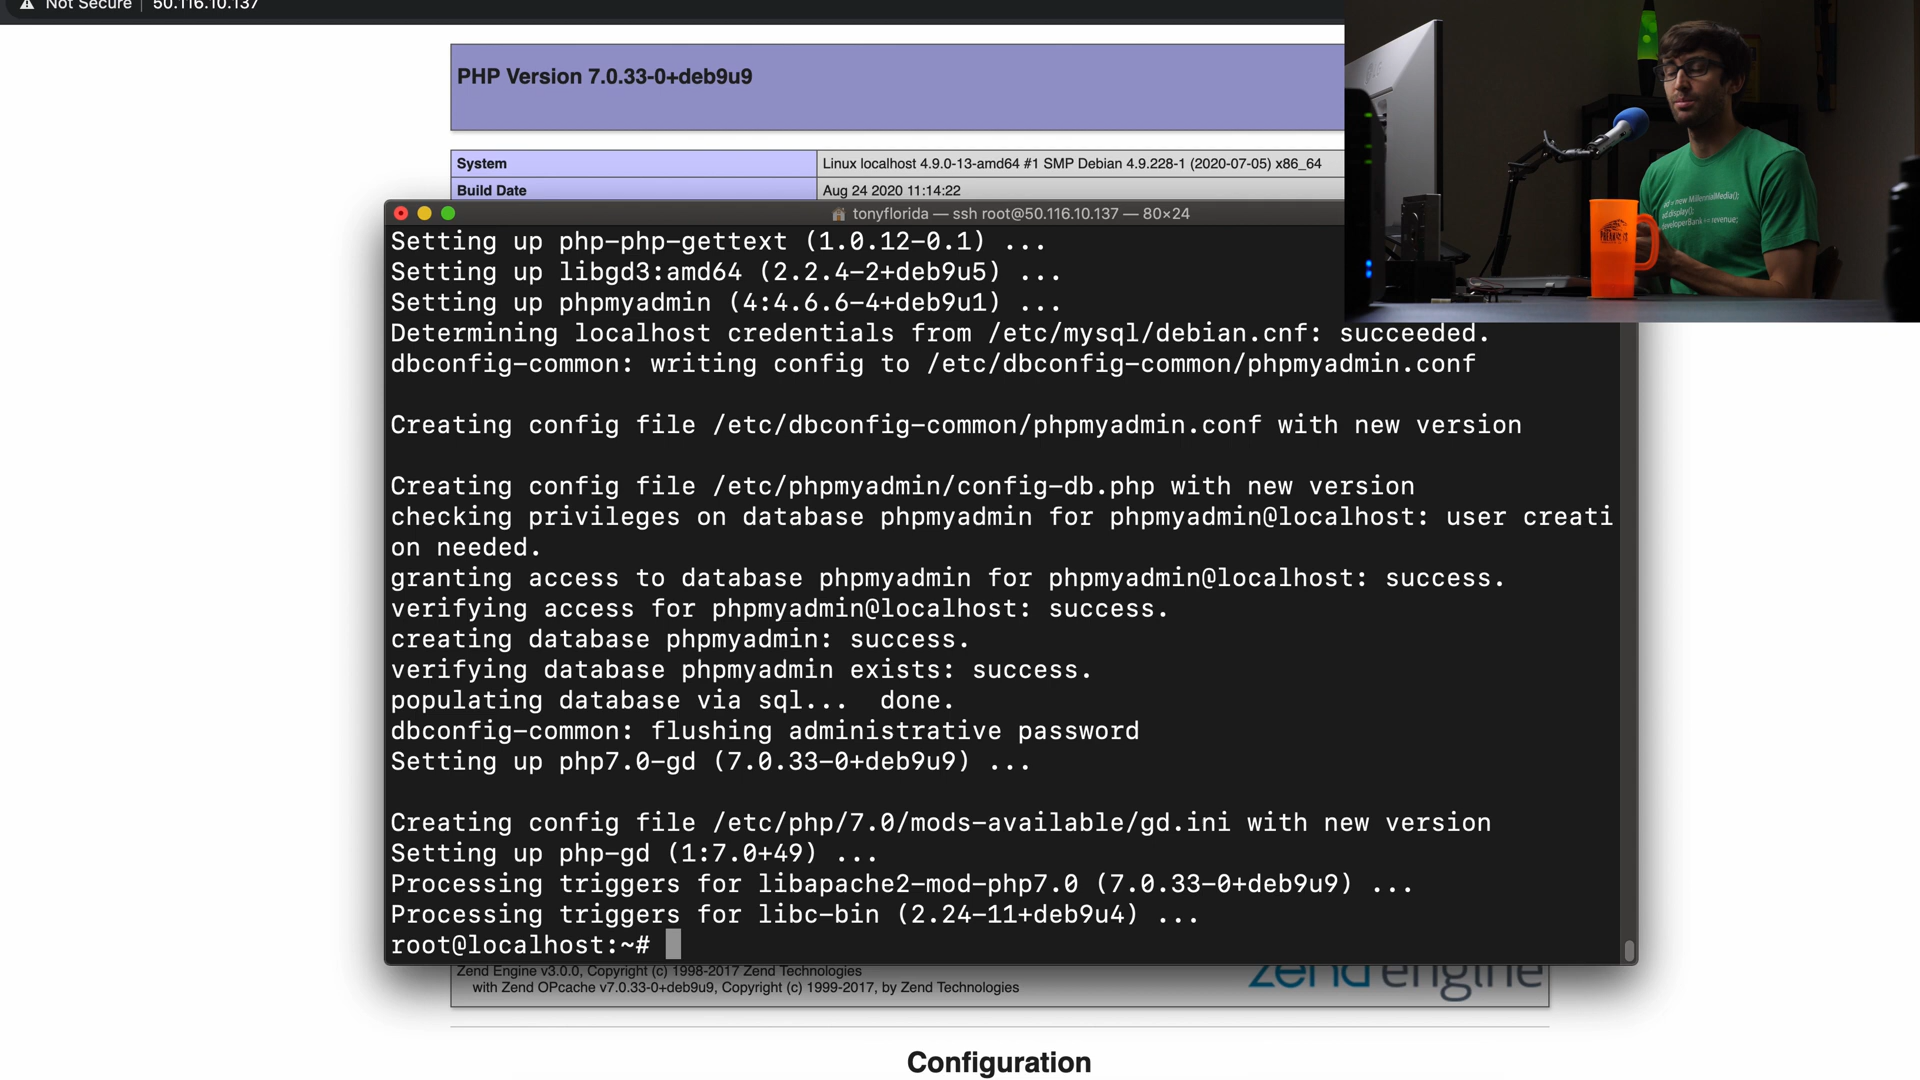 Not Secure | 50.116.10.137
PHP Version 7.0.33-0+deb9u9
System Linux localhost 4.9.0-13-amd64 #1 SMP Debian 4.9.228-1 (2020-07-05) x86_64
Build Date Aug 24 2020 11:14:22
tonyflorida — ssh root@50.116.10.137 — 80×24
Setting up php-php-gettext (1.0.12-0.1) ...
Setting up libgd3:amd64 (2.2.4-2+deb9u5) ...
Setting up phpmyadmin (4:4.6.6-4+deb9u1) ...
Determining localhost credentials from /etc/mysql/debian.cnf: succeeded.
dbconfig-common: writing config to /etc/dbconfig-common/phpmyadmin.conf
Creating config file /etc/dbconfig-common/phpmyadmin.conf with new version
Creating config file /etc/phpmyadmin/config-db.php with new version
checking privileges on database phpmyadmin for phpmyadmin@localhost: user creati
on needed.
granting access to database phpmyadmin for phpmyadmin@localhost: success.
verifying access for phpmyadmin@localhost: success.
creating database phpmyadmin: success.
verifying database phpmyadmin exists: success.
populating database via sql...  done.
dbconfig-common: flushing administrative password
Setting up php7.0-gd (7.0.33-0+deb9u9) ...
Creating config file /etc/php/7.0/mods-available/gd.ini with new version
Setting up php-gd (1:7.0+49) ...
Processing triggers for libapache2-mod-php7.0 (7.0.33-0+deb9u9) ...
Processing triggers for libc-bin (2.24-11+deb9u4) ...
root@localhost:~#
Zend Engine v3.0.0, Copyright (c) 1998-2017 Zend Technologies
with Zend OPcache v7.0.33-0+deb9u9, Copyright (c) 1999-2017, by Zend Technologies
zend engine
Configuration
= new MillennialMedia();
ad.display();
developerBank += revenue;